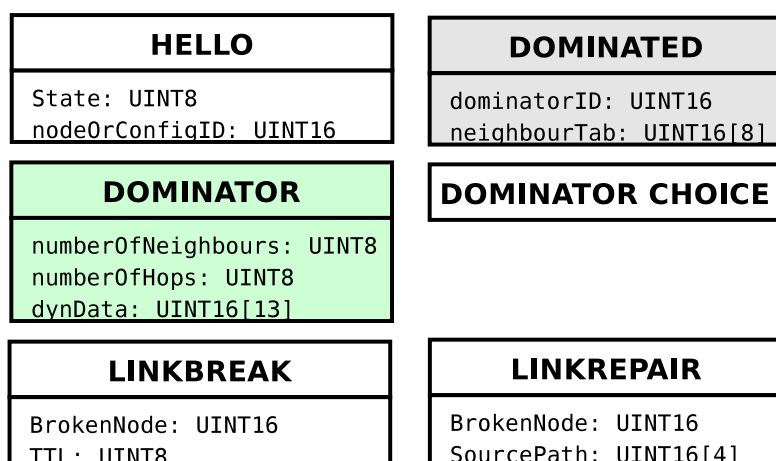 HELLO
State: UINT8
nodeOrConfigID: UINT16
DOMINATED
dominatorID: UINT16
neighbourTab: UINT16[8]
DOMINATOR
numberOfNeighbours: UINT8
numberOfHops: UINT8
dynData: UINT16[13]
DOMINATOR CHOICE
LINKBREAK
BrokenNode: UINT16
TTL: UINT8
LINKREPAIR
BrokenNode: UINT16
SourcePath: UINT16[4]